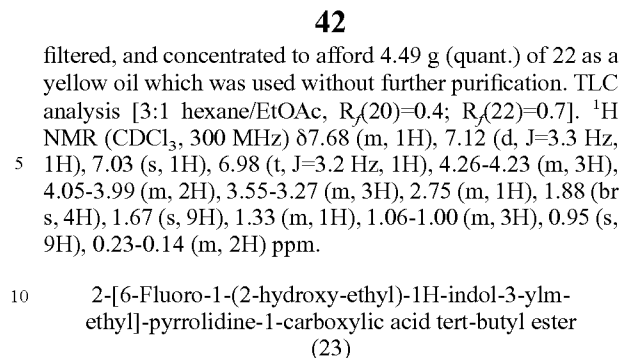 42
filtered, and concentrated to afford 4.49 g (quant.) of 22 as a
yellow oil which was used without further purification. TLC
analysis [3:1 hexane/EtOAc, Rf(20)=0.4; Rf(22)=0.7]. 1H
NMR (CDCl3, 300 MHz) δ7.68 (m, 1H), 7.12 (d, J=3.3 Hz,
5 1H), 7.03 (s, 1H), 6.98 (t, J=3.2 Hz, 1H), 4.26-4.23 (m, 3H),
4.05-3.99 (m, 2H), 3.55-3.27 (m, 3H), 2.75 (m, 1H), 1.88 (br
s, 4H), 1.67 (s, 9H), 1.33 (m, 1H), 1.06-1.00 (m, 3H), 0.95 (s,
9H), 0.23-0.14 (m, 2H) ppm.
10 2-[6-Fluoro-1-(2-hydroxy-ethyl)-1H-indol-3-ylm-
ethyl]-pyrrolidine-1-carboxylic acid tert-butyl ester
(23)